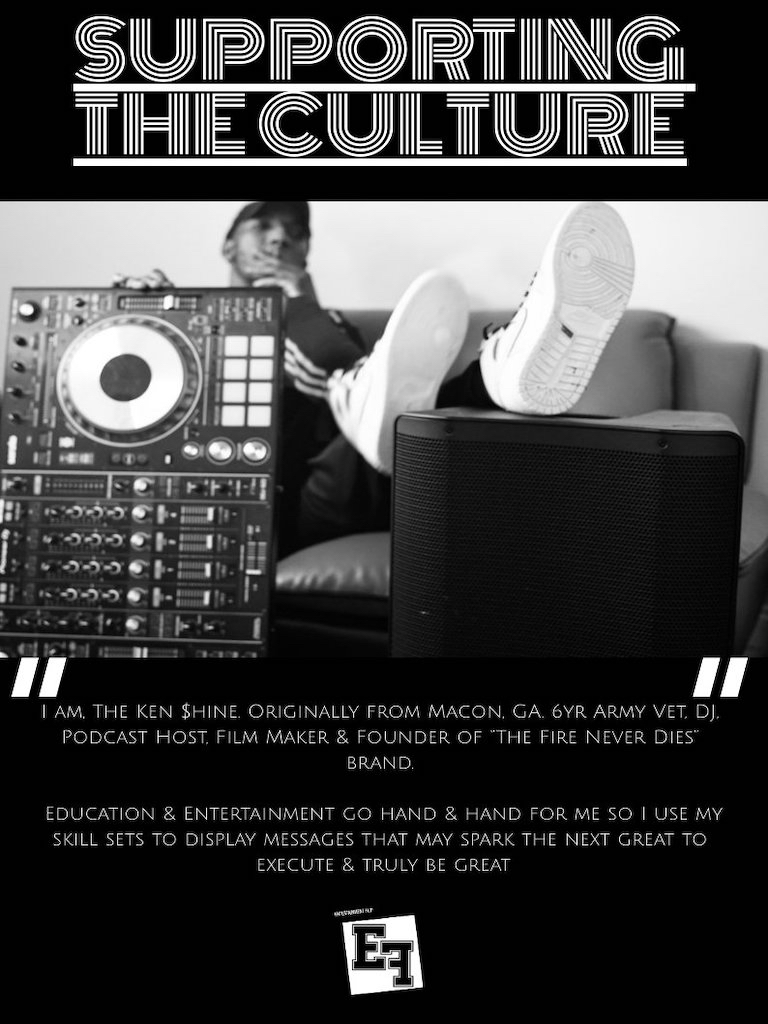 SUPPORTING
THE CULTURE
"
"
I AM, THE KEN $HINE. ORIGINALLY FROM MACON, GA. 6YR ARMY VET, DJ,
PODCAST HOST, FILM MAKER & FOUNDER OF "THE FIRE NEVER DIES"
BRAND.
EDUCATION & ENTERTAINMENT GO HAND & HAND FOR ME SO I USE MY
SKILL SETS TO DISPLAY MESSAGES THAT MAY SPARK THE NEXT GREAT TO
EXECUTE & TRULY BE GREAT
EF